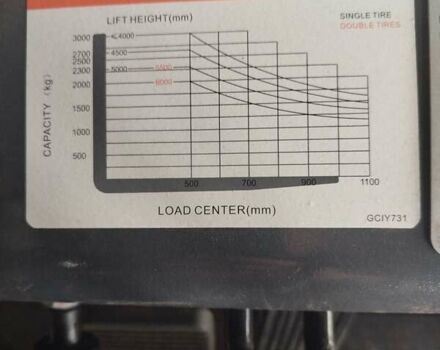 LIFT HEIGHT(mm)
SINGLE TIRE
DOUBLE TIRES
3000
≤4000
2700
4500
2500
2300
5000
5500
2000
6000
1500
1000
500
CAPACITY (kg)
500
700
900
1100
LOAD CENTER(mm)
GCIY731